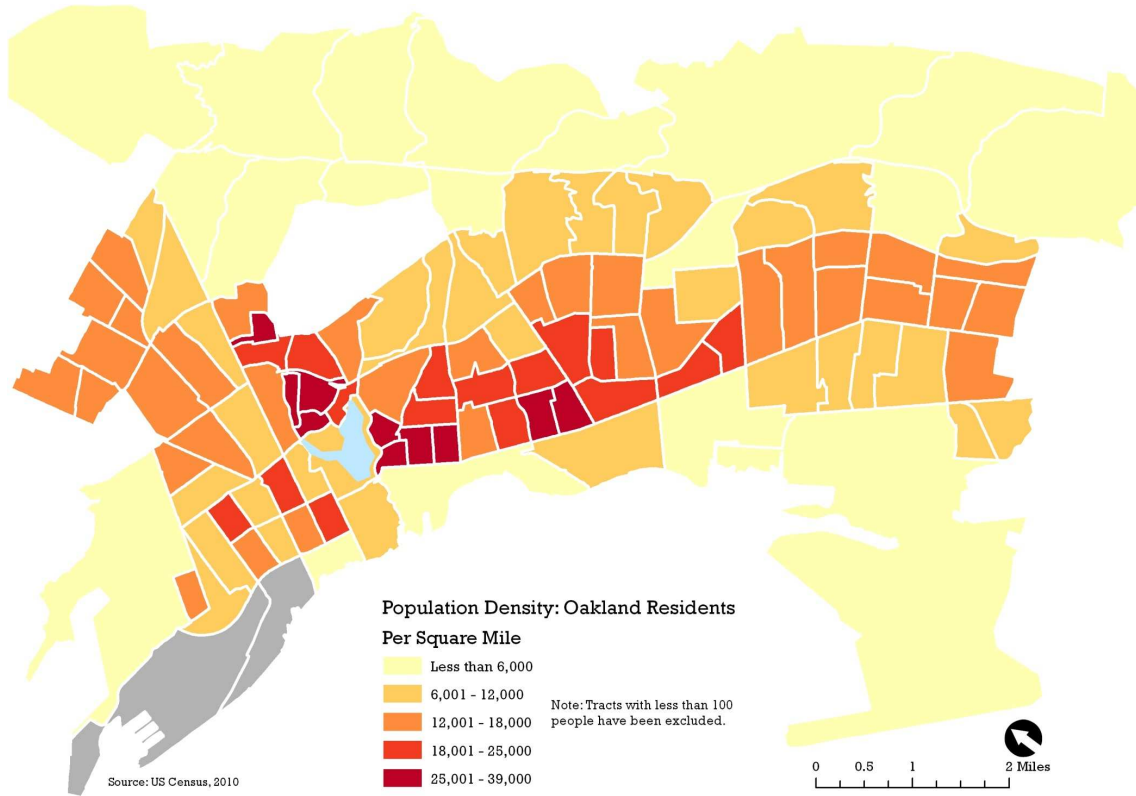 Population Density: Oakland Residents
Per Square Mile
Less than 6,000
6,001 - 12,000
12,001 - 18,000
18,001 - 25,000
25,001 - 39,000
Note: Tracts with less than 100
people have been excluded.
Source: US Census, 2010
0 0.5 1 2 Miles